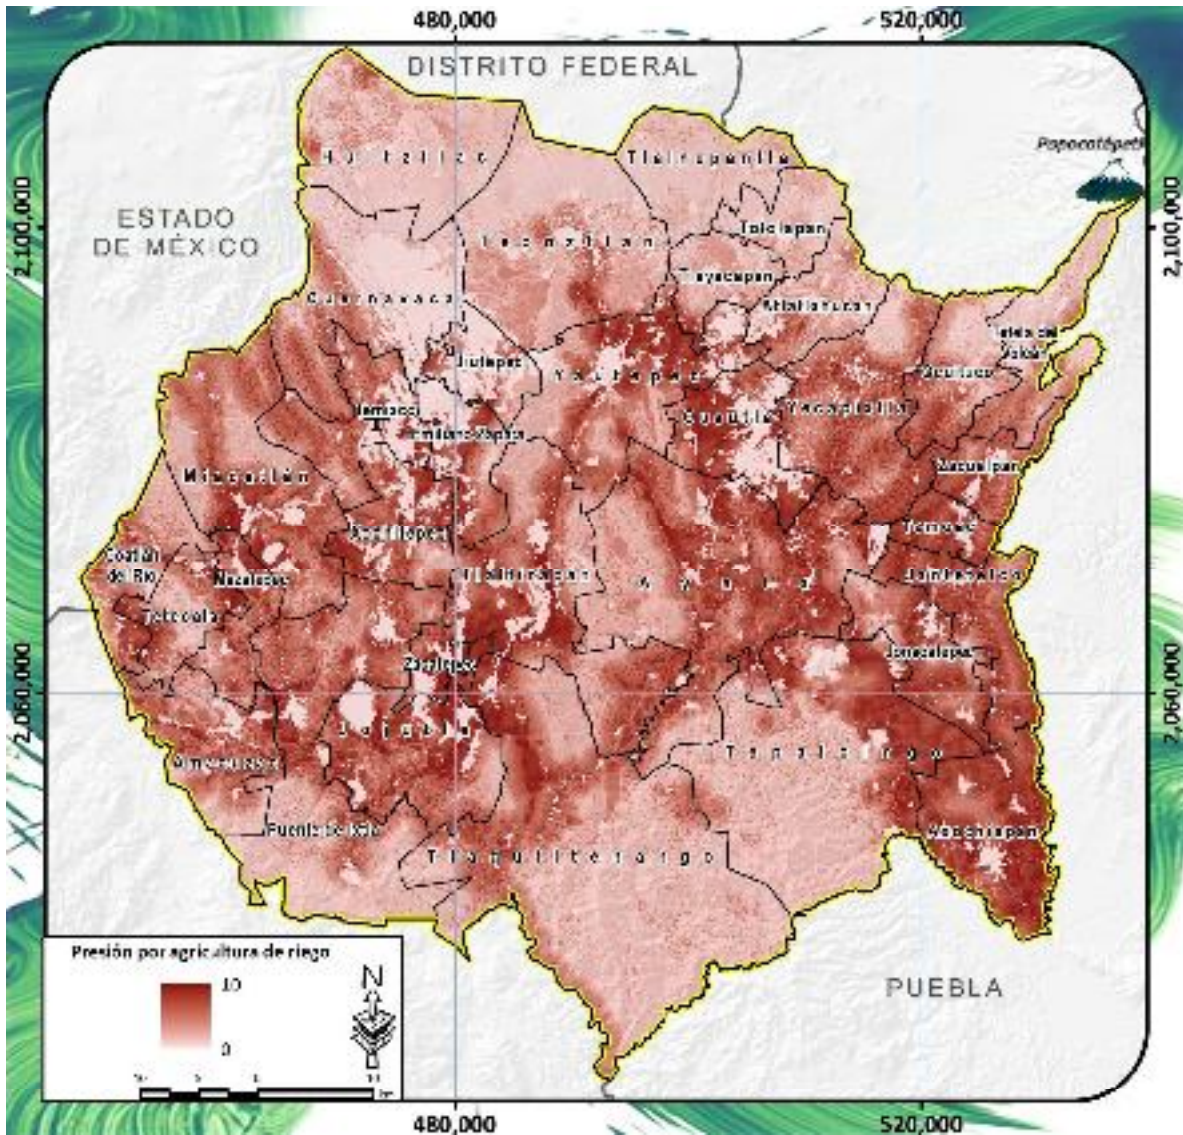 480,000
520,000
DISTRITO FEDERAL
Popocatépetl
ESTADO
DE MÉXICO
2,100,000
2,100,000
Huitzilac
Tlalnepantla
Tepoztlán
Totolapan
Tlayacapan
Cuernavaca
Atlatlahucan
Jiutepec
Yautepec
Tetela del
Volcán
Ocuituco
Temixco
Cuautla
Yecapixtla
Emiliano Zapata
Miacatlán
Zacualpan
Xochitepec
Temoac
Coatlán
del Río
Mazatepec
Tlaltizapán
Ayala
Jantetelco
Tetecala
Jonacatepec
Zacatepec
2,060,000
2,060,000
Jojutla
Tepalcingo
Amacuzac
Puente de Ixtla
Axochiapan
Tlaquiltenango
Presión por agricultura de riego
N
10
0
10
km
PUEBLA
480,000
520,000